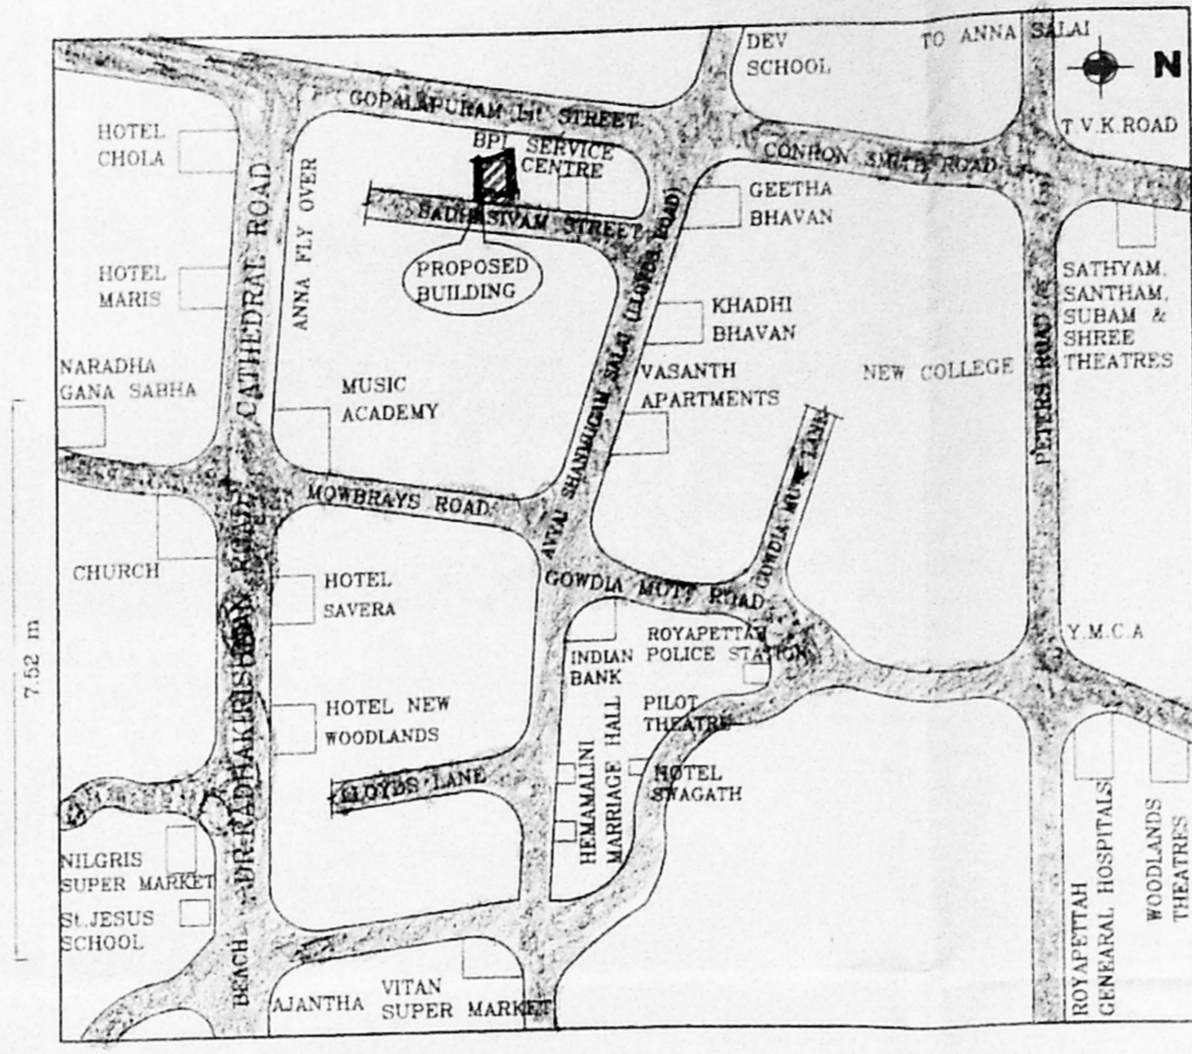 DEV
SCHOOL
TO ANNA SALAI
N
T.V.K.ROAD
GOPALAPURAM Ist STREET
HOTEL
CHOLA
BPL SERVICE
CENTRE
CONRON SMITH ROAD
GEETHA
BHAVAN
SADHASIVAM STREET
ANNA FLY OVER
CATHEDRAL ROAD
PROPOSED
BUILDING
HOTEL
MARIS
SATHYAM,
SANTHAM,
SUBAM &
SHREE
THEATRES
KHADHI
BHAVAN
AVVAI SHANMUGAM SALAI (LLOYDS ROAD)
NARADHA
GANA SABHA
MUSIC
ACADEMY
VASANTH
APARTMENTS
NEW COLLEGE
PETERS ROAD
MOWBRAYS ROAD
GOWDIA MUTT LANE
CHURCH
HOTEL
SAVERA
GOWDIA MUTT ROAD
7.52 m
DR.RADHAKRISHNAN ROAD
ROYAPETTAH
POLICE STATION
Y.M.C.A
INDIAN
BANK
HOTEL NEW
WOODLANDS
PILOT
THEATRE
LLOYDS LANE
HOTEL
SWAGATH
HEMAMALINI
MARRIAGE HALL
NILGRIS
SUPER MARKET
St.JESUS
SCHOOL
BEACH
AJANTHA
VITAN
SUPER MARKET
ROYAPETTAH
GENEARAL HOSPITALS
WOODLANDS
THEATRES